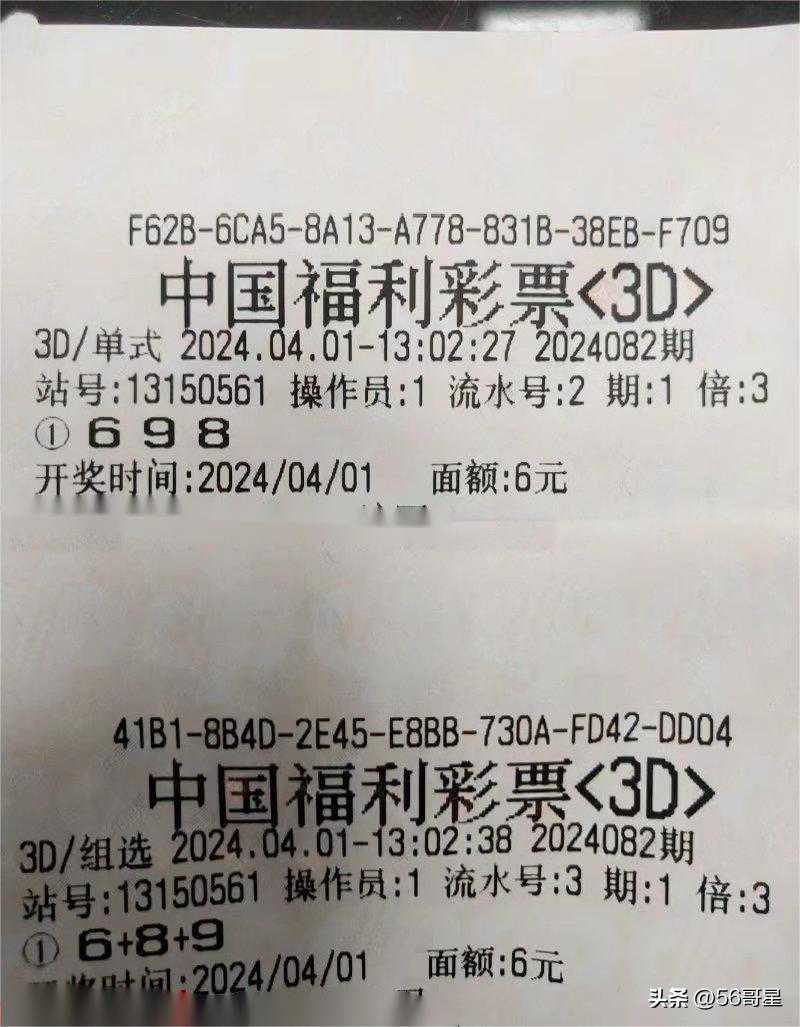 F62B-6CA5-8A13-A778-831B-38EB-F709
中国福利彩票<3D>
3D/单式 2024.04.01-13:02:27 2024082期
站号:13150561 操作员:1 流水号:2 期:1 倍:3
① 6 9 8
开奖时间:2024/04/01 面额:6元
41B1-8B4D-2E45-E8BB-730A-FD42-DD04
中国福利彩票<3D>
3D/组选 2024.04.01-13:02:38 2024082期
站号:13150561 操作员:1 流水号:3 期:1 倍:3
① 6+8+9
开奖时间:2024/04/01 面额:6元
头条 @56哥星